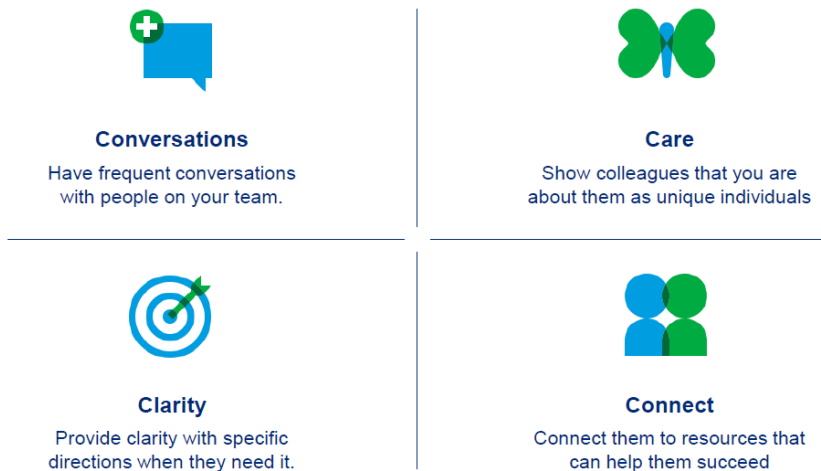 Conversations
Have frequent conversations
with people on your team.
Care
Show colleagues that you are
about them as unique individuals
Clarity
Provide clarity with specific
directions when they need it.
Connect
Connect them to resources that
can help them succeed